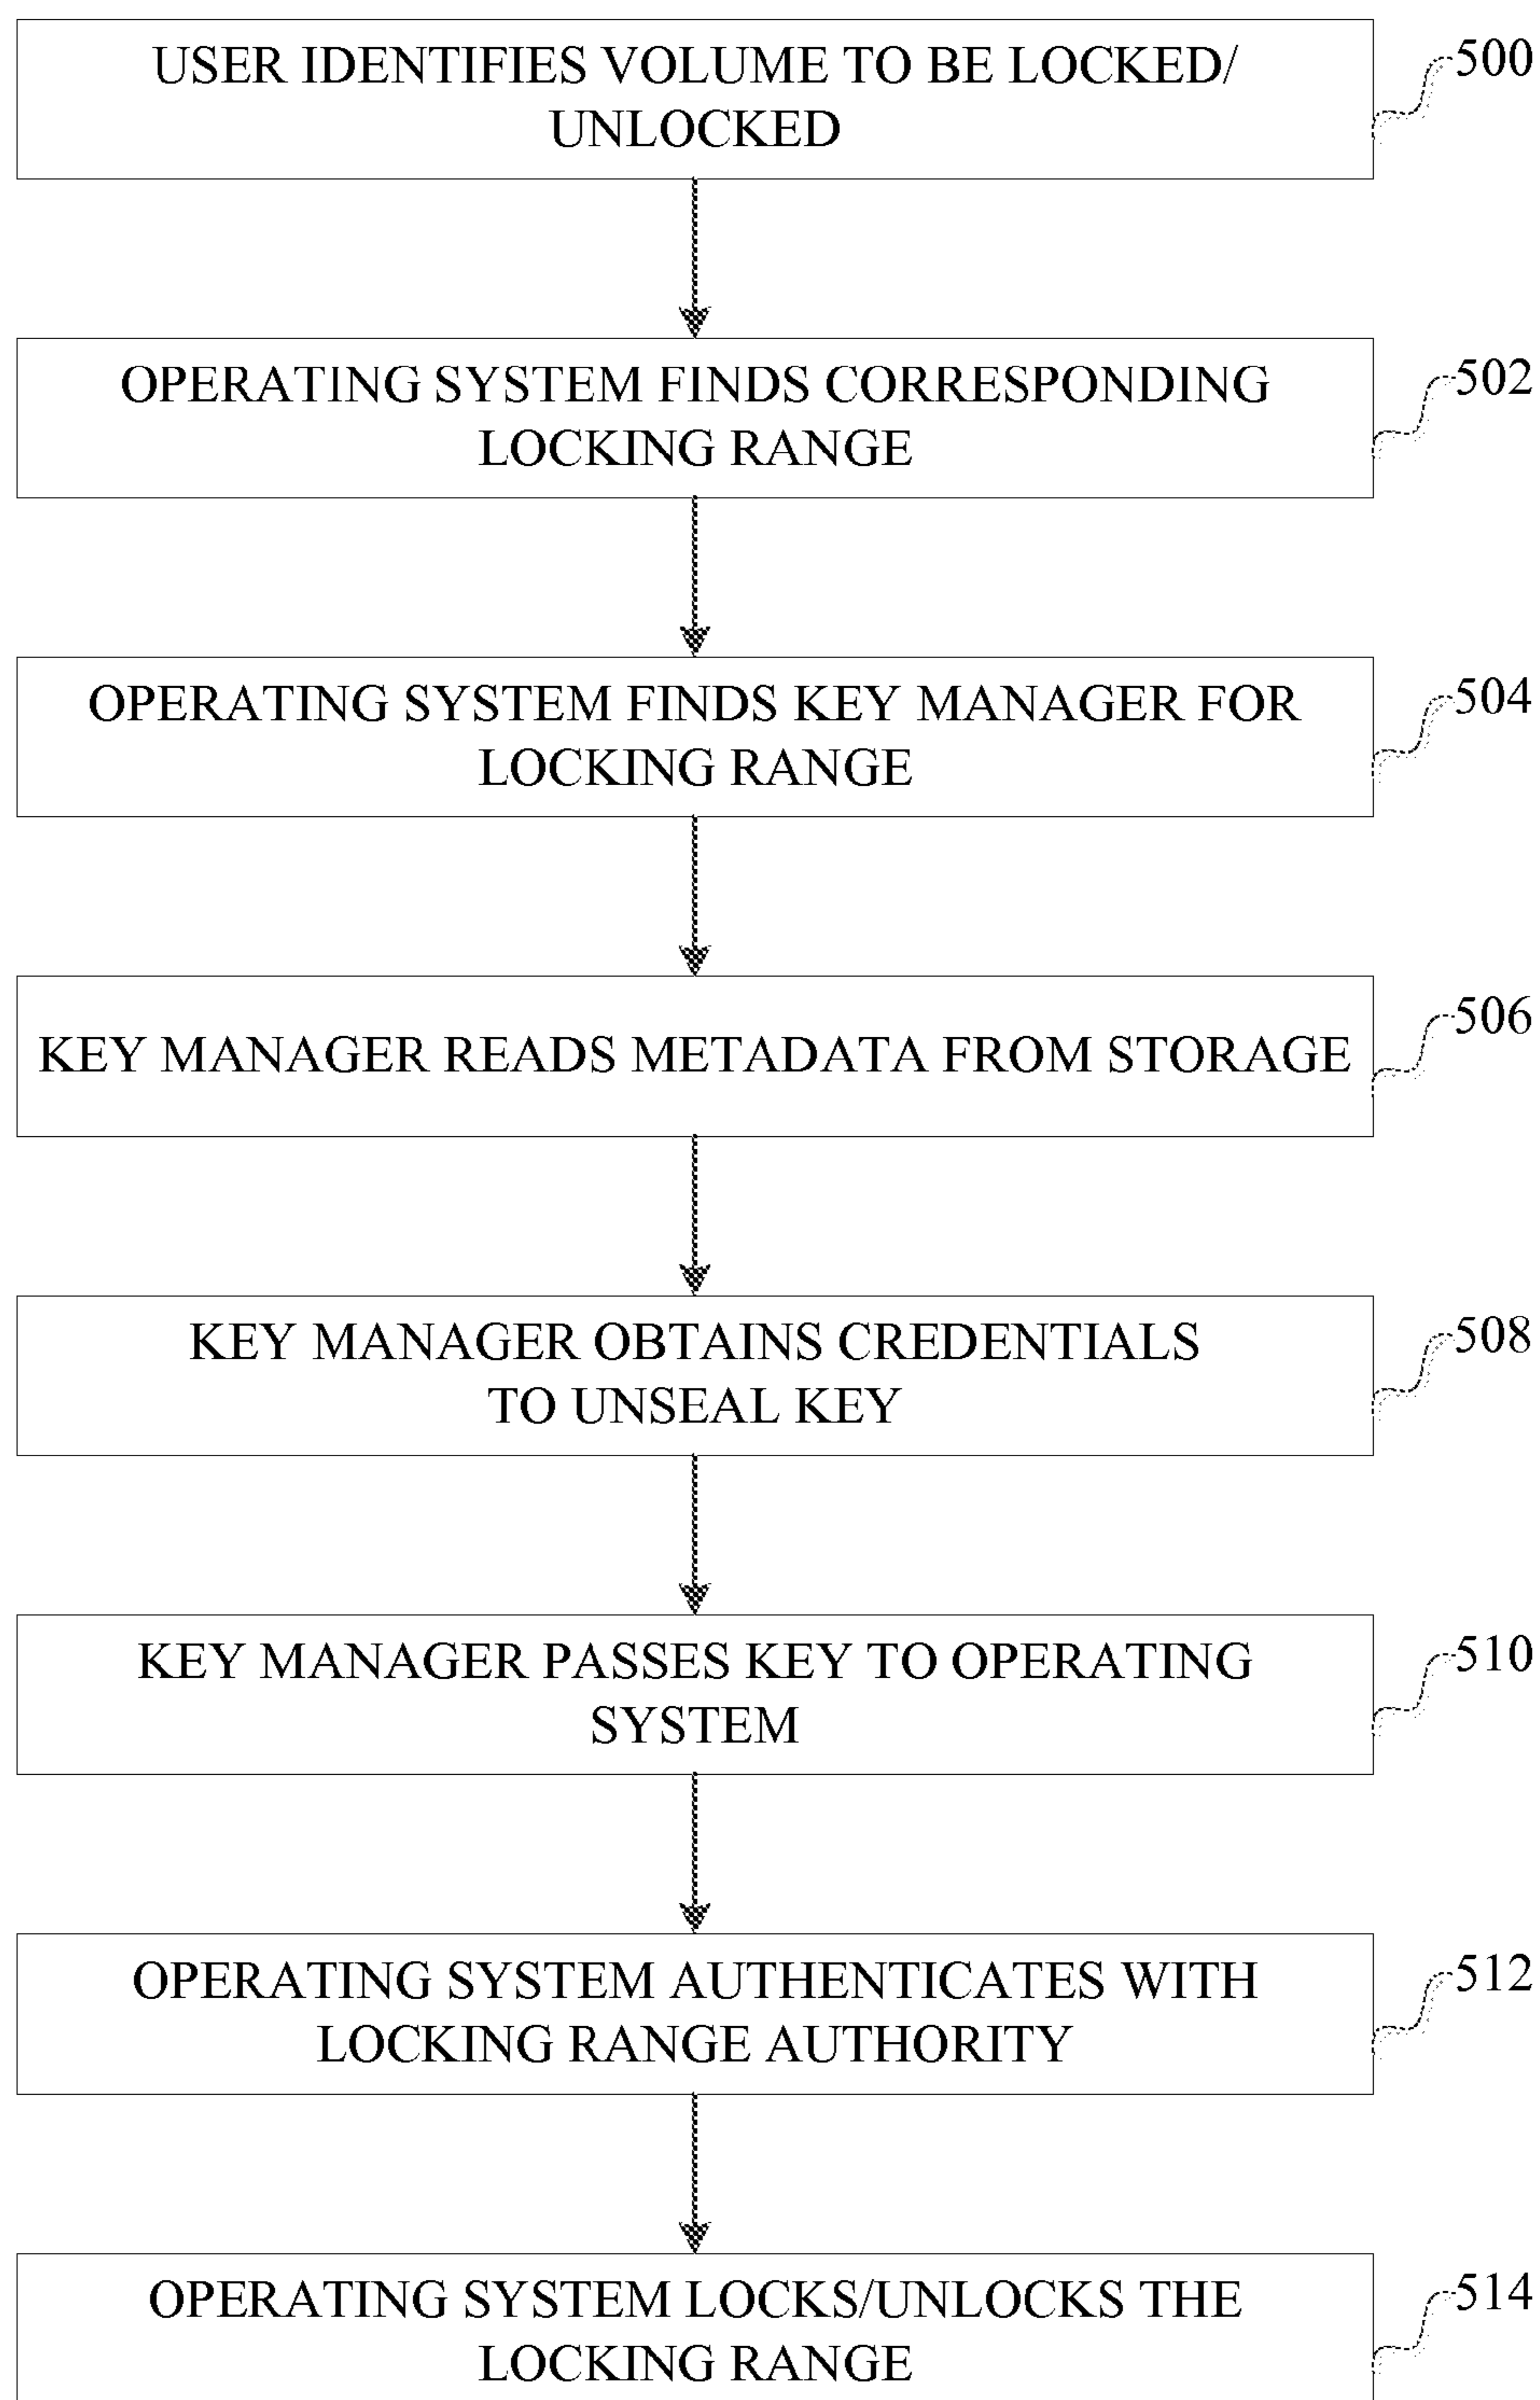 USER IDENTIFIES VOLUME TO BE LOCKED/
UNLOCKED
500
OPERATING SYSTEM FINDS CORRESPONDING
LOCKING RANGE
502
OPERATING SYSTEM FINDS KEY MANAGER FOR
LOCKING RANGE
504
KEY MANAGER READS METADATA FROM STORAGE
506
KEY MANAGER OBTAINS CREDENTIALS
TO UNSEAL KEY
508
KEY MANAGER PASSES KEY TO OPERATING
SYSTEM
510
OPERATING SYSTEM AUTHENTICATES WITH
LOCKING RANGE AUTHORITY
512
OPERATING SYSTEM LOCKS/UNLOCKS THE
LOCKING RANGE
514